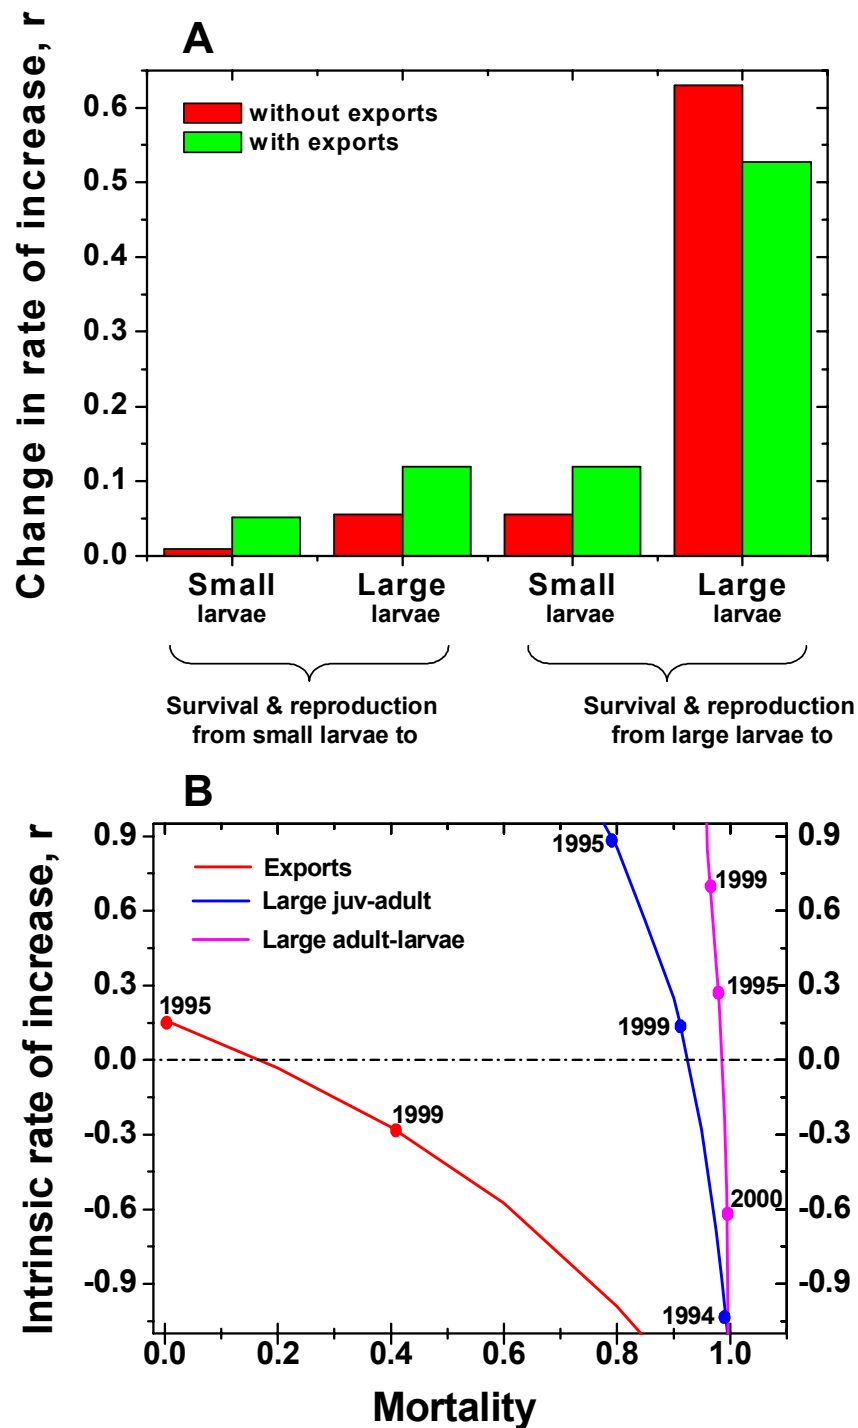 A
Change in rate of increase, r
0.6
0.5
0.4
0.3
0.2
0.1
0.0
without exports
with exports
Small Large Small Large
larvae larvae larvae larvae
Survival & reproduction Survival & reproduction
from small larvae to from large larvae to
B
Intrinsic rate of increase, r
0.9 0.9
0.6 0.6
0.3 0.3
0.0 0.0
-0.3 -0.3
-0.6 -0.6
-0.9 -0.9
Exports
Large juv-adult
Large adult-larvae
1995
1999
1995
1995
1999
1999
2000
1994
0.0 0.2 0.4 0.6 0.8 1.0
Mortality